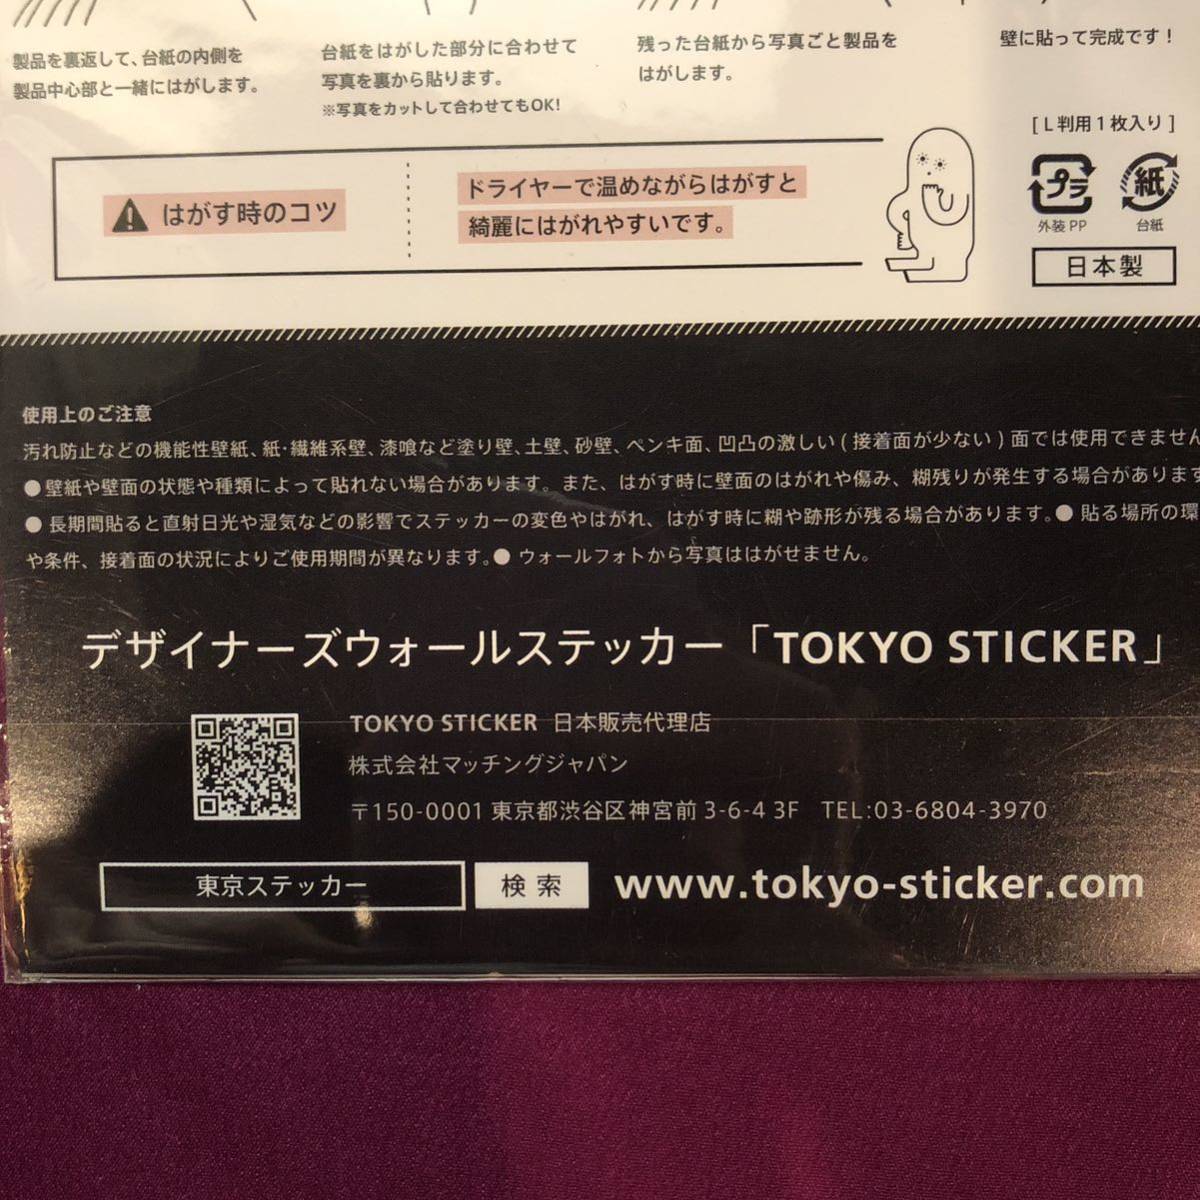 製品を裏返して、台紙の内側を
製品中心部と一緒にはがします。
台紙をはがした部分に合わせて
写真を裏から貼ります。
※写真をカットして合わせてもOK!
残った台紙から写真ごと製品を
はがします。
壁に貼って完成です！
[ L判用1枚入り ]
はがす時のコツ
ドライヤーで温めながらはがすと
綺麗にはがれやすいです。
プラ
外装 PP
紙
台紙
日本製
使用上のご注意
汚れ防止などの機能性壁紙、紙・繊維系壁、漆喰など塗り壁、土壁、砂壁、ペンキ面、凹凸の激しい ( 接着面が少ない ) 面では使用できません
●壁紙や壁面の状態や種類によって貼れない場合があります。また、はがす時に壁面のはがれや傷み、糊残りが発生する場合があります
●長期間貼ると直射日光や湿気などの影響でステッカーの変色やはがれ、はがす時に糊や跡形が残る場合があります。●貼る場所の環
や条件、接着面の状況によりご使用期間が異なります。●ウォールフォトから写真ははがせません。
デザイナーズウォールステッカー「TOKYO STICKER」
TOKYO STICKER 日本販売代理店
株式会社マッチングジャパン
〒150-0001 東京都渋谷区神宮前 3-6-4 3F TEL:03-6804-3970
東京ステッカー 検索 www.tokyo-sticker.com